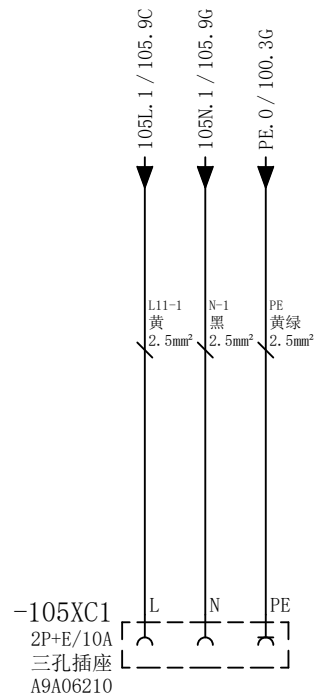 105L.1/105.9C
105N.1/105.9G
PE.0/100.3G
L11-1
黄
2.5mm²
N-1
黑
2.5mm²
PE
黄绿
2.5mm²
-105XC1
L
N
PE
2P+E/10A
三孔插座
A9A06210